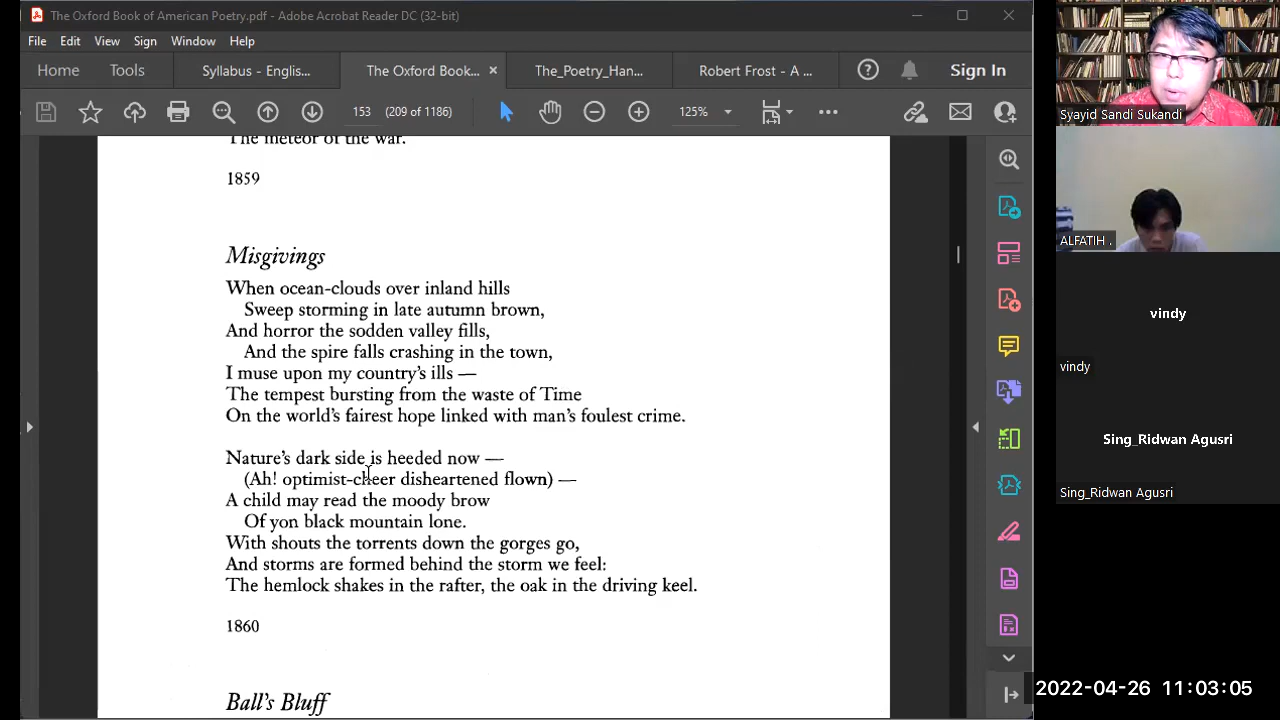 The Oxford Book of American Poetry.pdf - Adobe Acrobat Reader DC (32-bit)
File Edit View Sign Window Help
Home Tools Syllabus - Englis... The Oxford Book... The_Poetry_Han... Robert Frost - A ... Sign In
153 (209 of 1186) 125%
The meteor of the war.
1859
Misgivings
When ocean-clouds over inland hills
Sweep storming in late autumn brown,
And horror the sodden valley fills,
And the spire falls crashing in the town,
I muse upon my country's ills —
The tempest bursting from the waste of Time
On the world's fairest hope linked with man's foulest crime.
Nature's dark side is heeded now —
(Ah! optimist-cheer disheartened flown) —
A child may read the moody brow
Of yon black mountain lone.
With shouts the torrents down the gorges go,
And storms are formed behind the storm we feel:
The hemlock shakes in the rafter, the oak in the driving keel.
1860
Ball's Bluff
Syayid Sandi Sukandi
ALFATIH .
vindy
vindy
Sing_Ridwan Agusri
Sing_Ridwan Agusri
2022-04-26 11:03:05